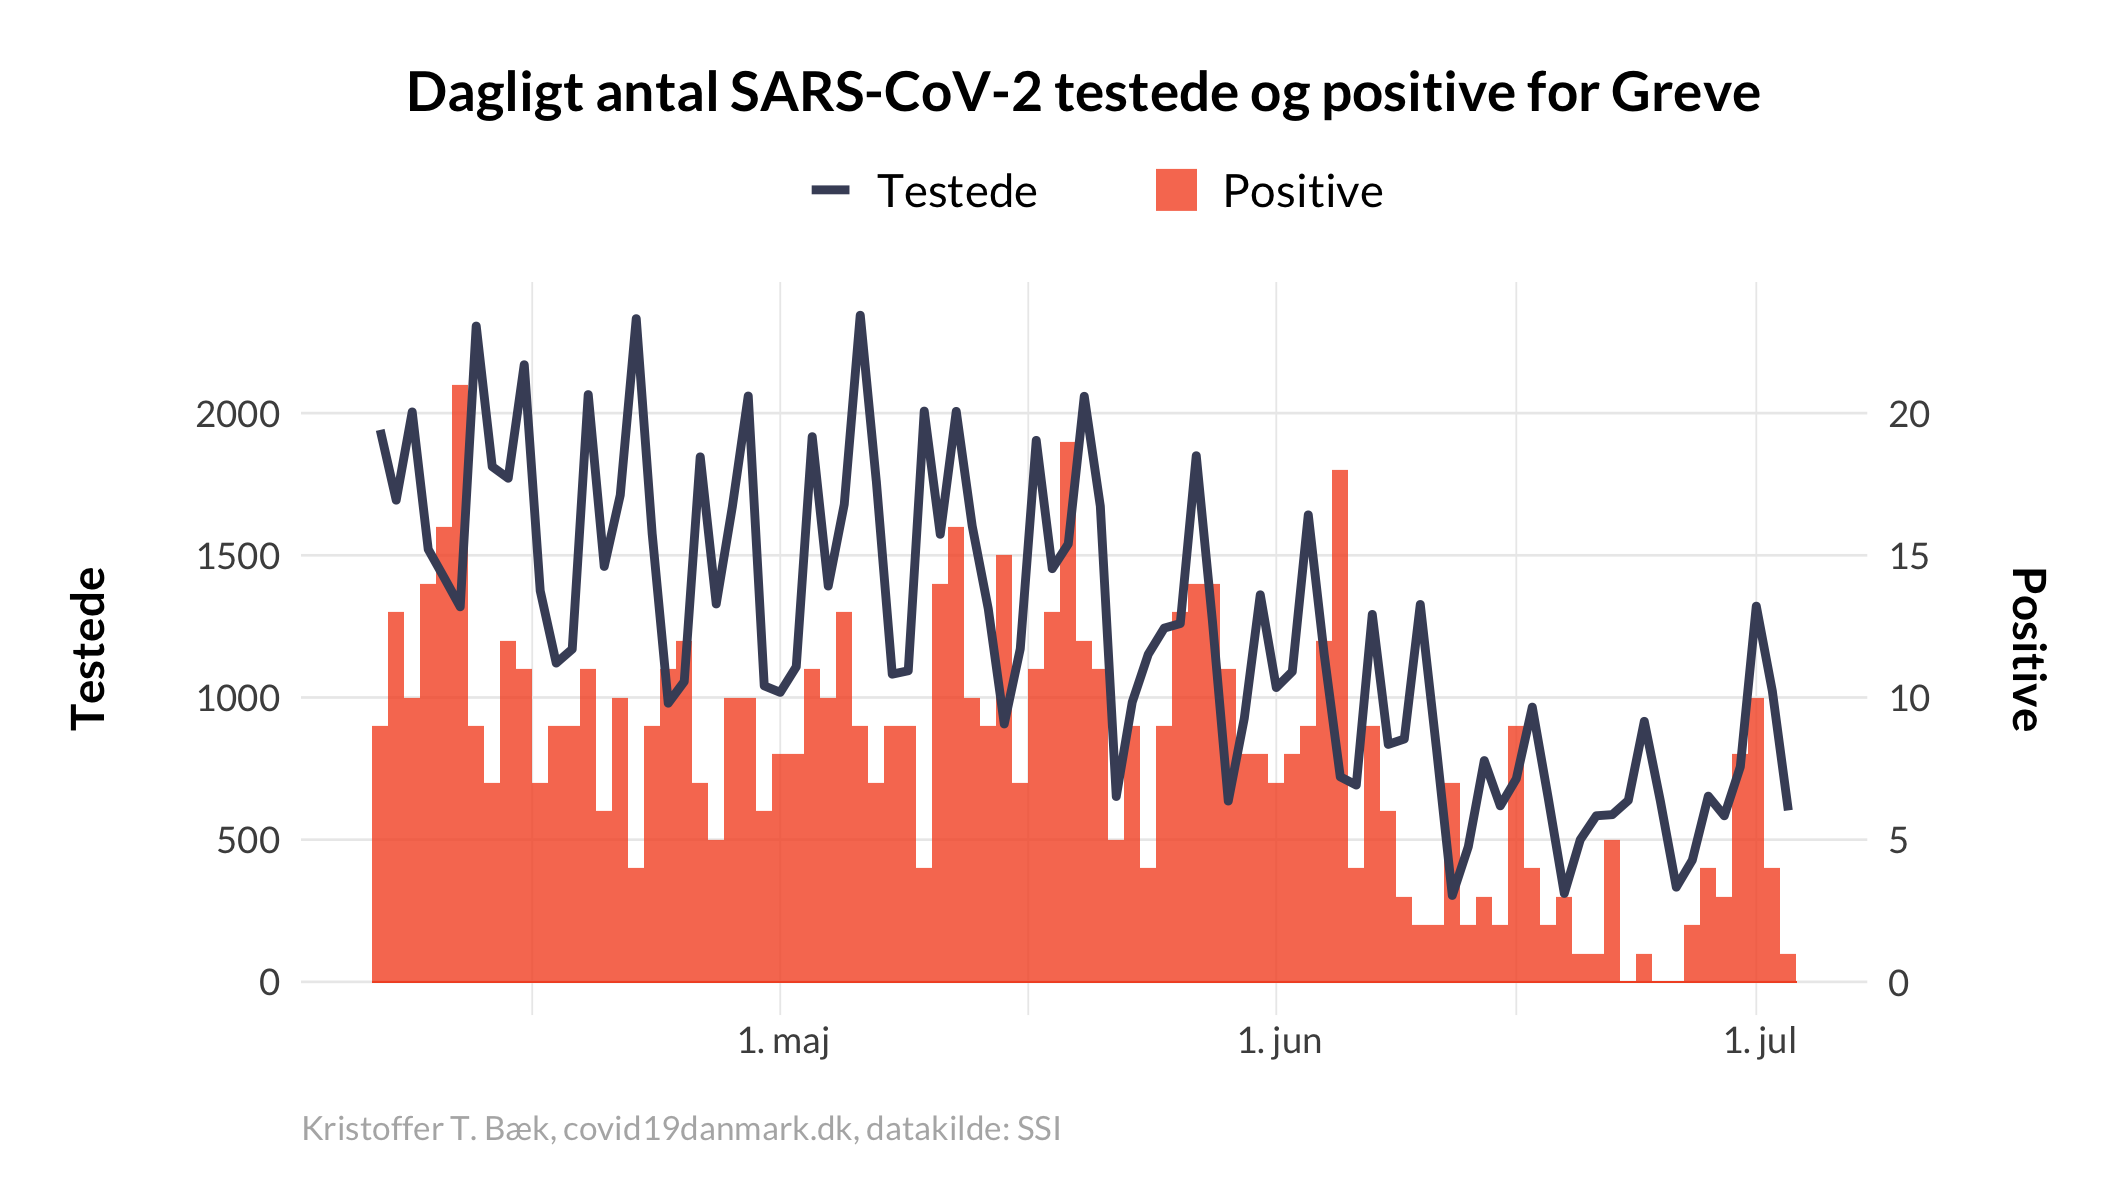 Dagligt antal SARS-CoV-2 testede og positive for Greve
Testede
Positive
Testede
2000
1500
1000
500
0
20
15
10
5
0
Positive
1. maj
1. jun
1. jul
Kristoffer T. Bæk, covid19danmark.dk, datakilde: SSI